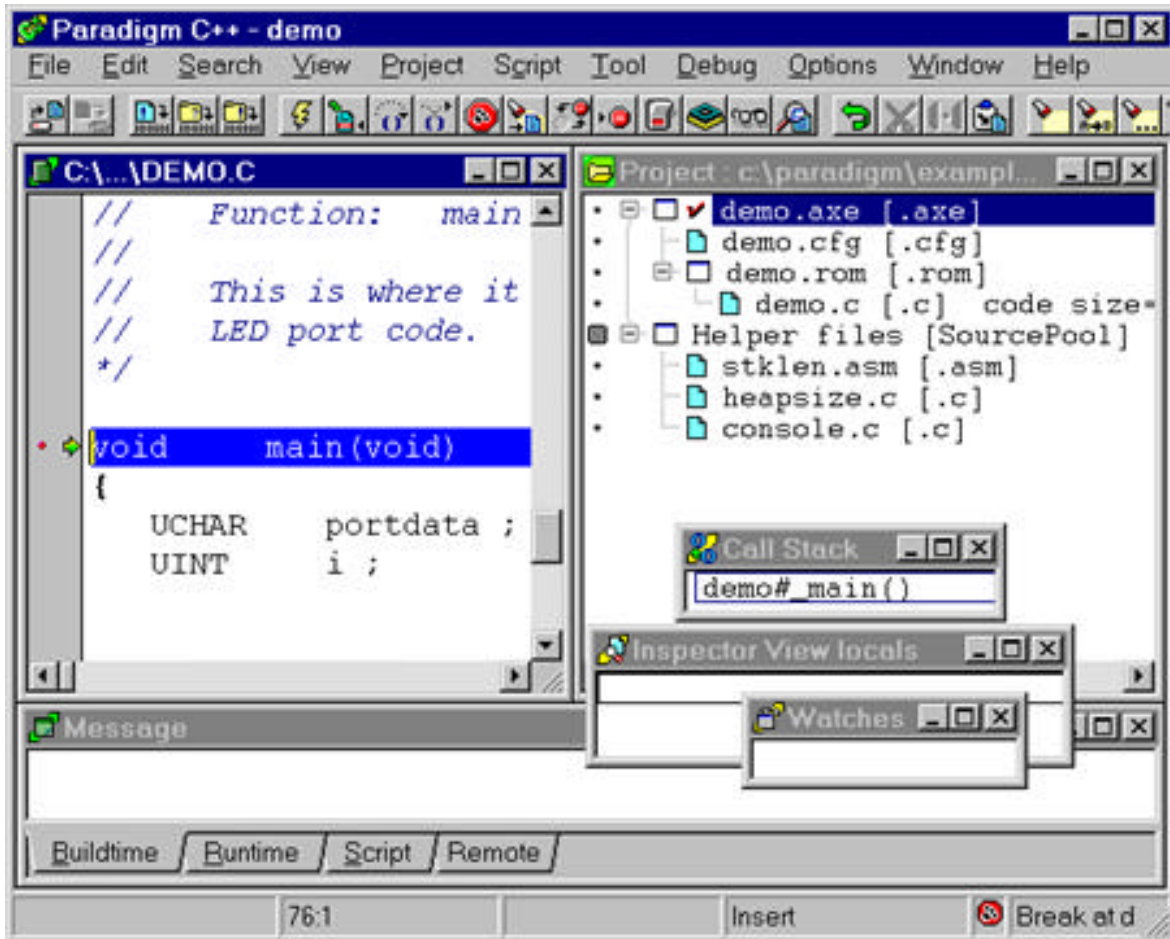 Paradigm C++ - demo
File Edit Search View Project Script Tool Debug Options Window Help
C:\...\DEMO.C
// Function: main
//
// This is where it
// LED port code.
*/
void main(void)
{
UCHAR portdata ;
UINT i ;
Project : c:\paradigm\exampl...
demo.axe [.axe]
demo.cfg [.cfg]
demo.rom [.rom]
demo.c [.c] code size=
Helper files [SourcePool]
stklen.asm [.asm]
heapsize.c [.c]
console.c [.c]
Call Stack
demo#_main()
Inspector View locals
Watches
Message
Buildtime Runtime Script Remote
76:1 Insert Break at d